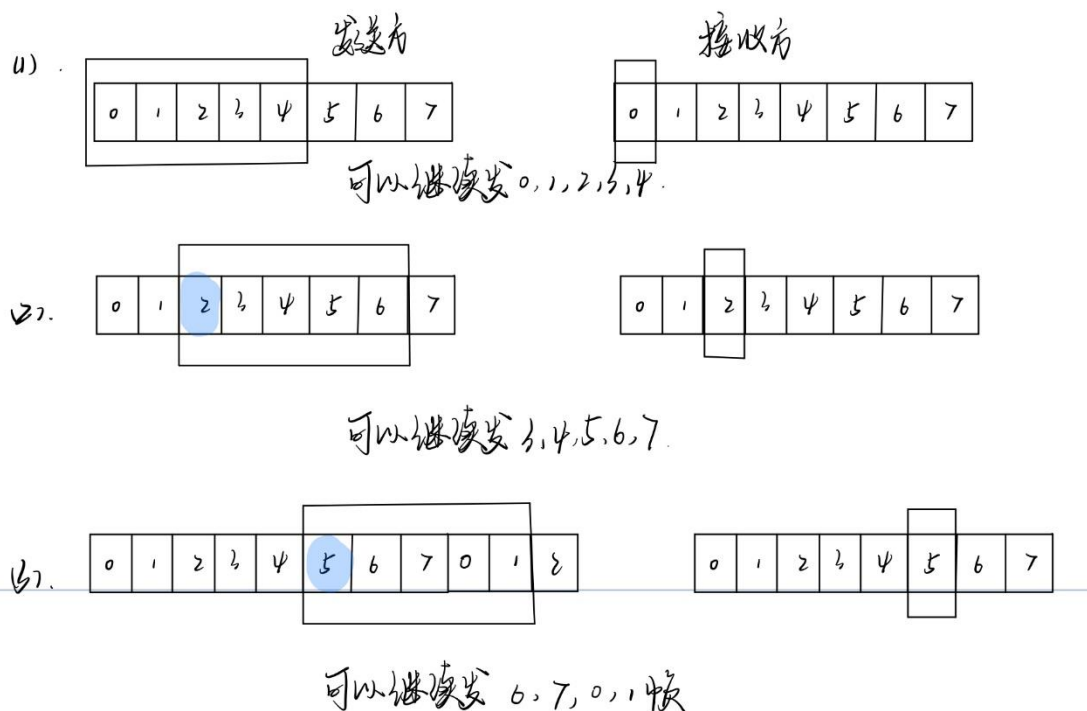 发送方 接收方
(1).
0 1 2 3 4 5 6 7 0 1 2 3 4 5 6 7
可以继续发0,1,2,3,4.
(2).
0 1 2 3 4 5 6 7 0 1 2 3 4 5 6 7
可以继续发3,4,5,6,7.
(3).
0 1 2 3 4 5 6 7 0 1 2 0 1 2 3 4 5 6 7
可以继续发 6,7,0,1帧